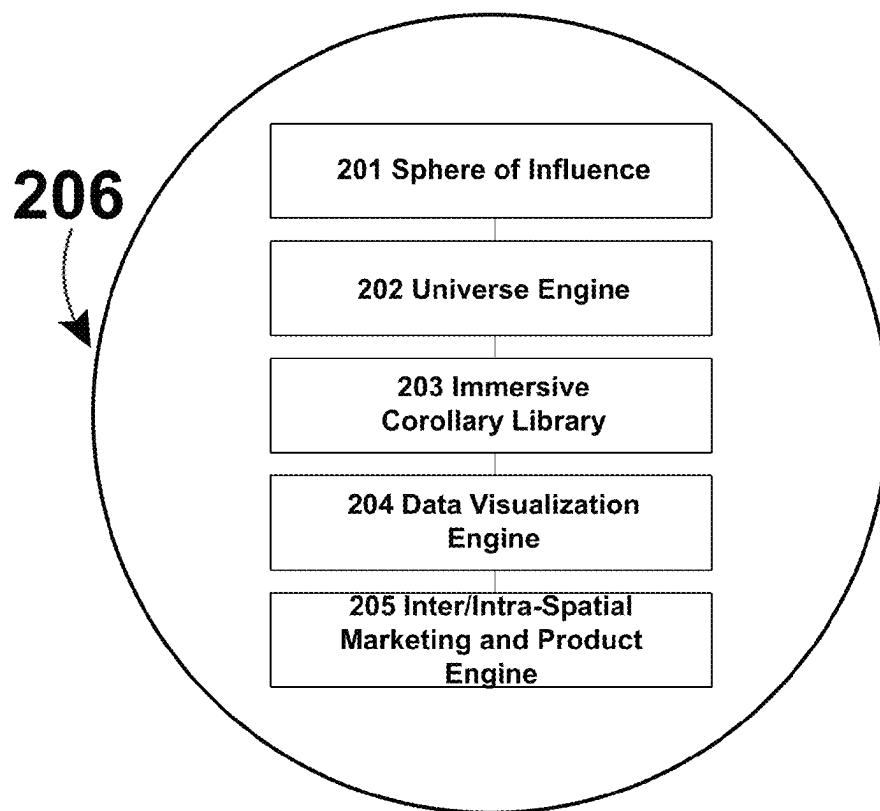 201 Sphere of Influence
206
202 Universe Engine
203 Immersive
Corollary Library
204 Data Visualization
Engine
205 Inter/Intra-Spatial
Marketing and Product
Engine